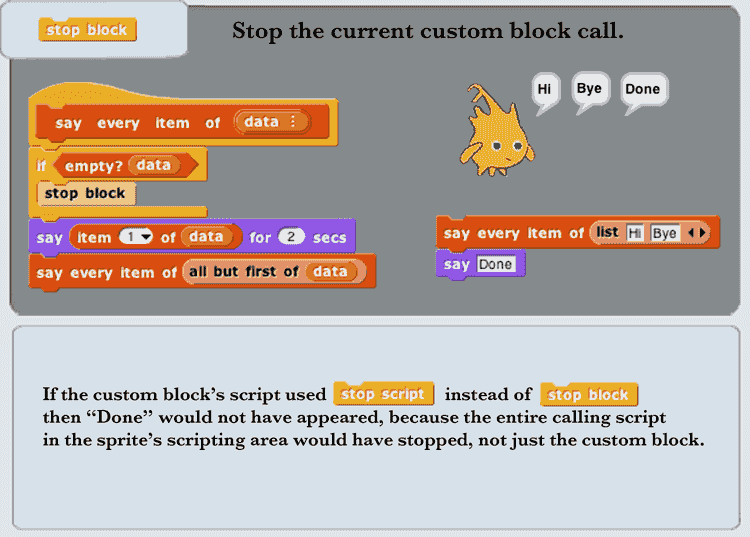 stop block
Stop the current custom block call.
say every item of data ⋮
if empty? data
stop block
say item 1 of data for 2 secs
say every item of all but first of data
Hi Bye Done
say every item of list Hi Bye
say Done
If the custom block's script used stop script instead of stop block
then “Done” would not have appeared, because the entire calling script
in the sprite's scripting area would have stopped, not just the custom block.